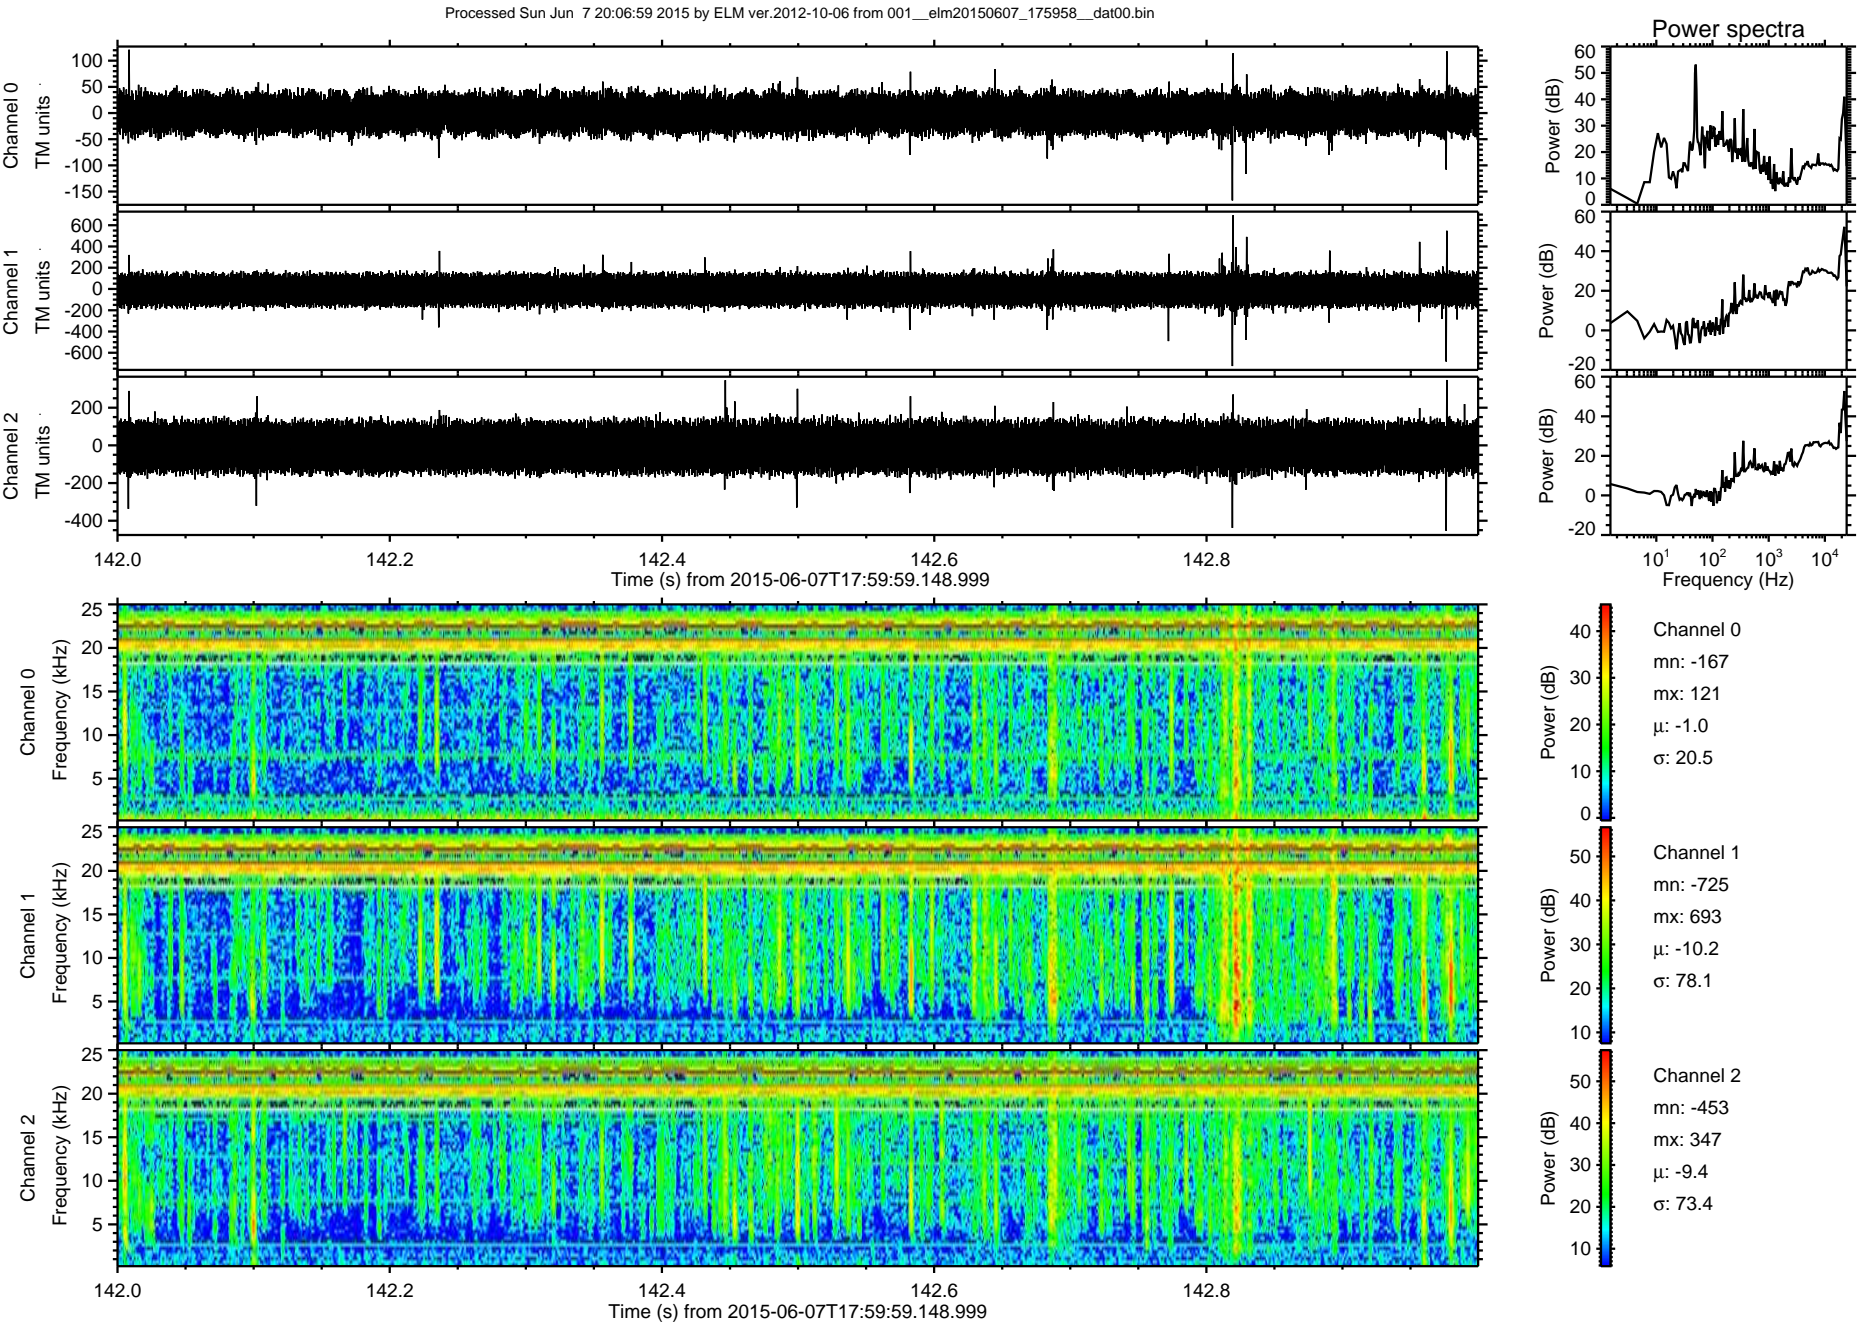 Processed Sun Jun 7 20:06:59 2015 by ELM ver.2012-10-06 from 001__elm20150607_175958__dat00.bin
Power spectra
Channel 0
TM units
100
50
0
-50
-100
-150
Power (dB)
60
50
40
30
20
10
0
Channel 1
TM units
600
400
200
0
-200
-400
-600
Power (dB)
60
40
20
0
-20
Channel 2
TM units
200
0
-200
-400
Power (dB)
60
40
20
0
-20
142.0 142.2 142.4 142.6 142.8
Time (s) from 2015-06-07T17:59:59.148.999
10¹ 10² 10³ 10⁴
Frequency (Hz)
Channel 0
Frequency (kHz)
25
20
15
10
5
Power (dB)
40
30
20
10
0
Channel 0
mn: -167
mx: 121
μ: -1.0
σ: 20.5
Channel 1
Frequency (kHz)
25
20
15
10
5
Power (dB)
50
40
30
20
10
Channel 1
mn: -725
mx: 693
μ: -10.2
σ: 78.1
Channel 2
Frequency (kHz)
25
20
15
10
5
Power (dB)
50
40
30
20
10
Channel 2
mn: -453
mx: 347
μ: -9.4
σ: 73.4
142.0 142.2 142.4 142.6 142.8
Time (s) from 2015-06-07T17:59:59.148.999